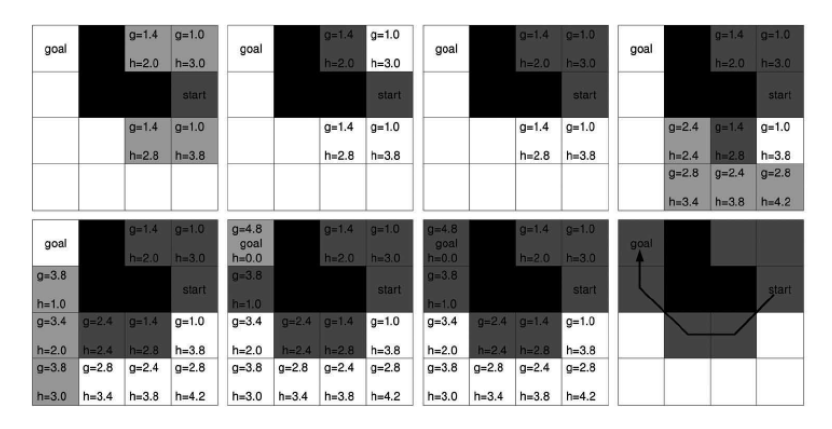 g=1.4 g=1.0
goal
h=2.0 h=3.0
start
g=1.4 g=1.0
h=2.8 h=3.8
g=1.4 g=1.0
goal
h=2.0 h=3.0
start
g=1.4 g=1.0
h=2.8 h=3.8
g=1.4 g=1.0
goal
h=2.0 h=3.0
start
g=1.4 g=1.0
h=2.8 h=3.8
g=1.4 g=1.0
goal
h=2.0 h=3.0
start
g=2.4 g=1.4 g=1.0
h=2.4 h=2.8 h=3.8
g=2.8 g=2.4 g=2.8
h=3.4 h=3.8 h=4.2
g=1.4 g=1.0
goal
h=2.0 h=3.0
g=3.8
start
h=1.0
g=3.4 g=2.4 g=1.4 g=1.0
h=2.0 h=2.4 h=2.8 h=3.8
g=3.8 g=2.8 g=2.4 g=2.8
h=3.0 h=3.4 h=3.8 h=4.2
g=4.8 g=1.4 g=1.0
goal
h=0.0 h=2.0 h=3.0
g=3.8
start
h=1.0
g=3.4 g=2.4 g=1.4 g=1.0
h=2.0 h=2.4 h=2.8 h=3.8
g=3.8 g=2.8 g=2.4 g=2.8
h=3.0 h=3.4 h=3.8 h=4.2
g=4.8 g=1.4 g=1.0
goal
h=0.0 h=2.0 h=3.0
g=3.8
start
h=1.0
g=3.4 g=2.4 g=1.4 g=1.0
h=2.0 h=2.4 h=2.8 h=3.8
g=3.8 g=2.8 g=2.4 g=2.8
h=3.0 h=3.4 h=3.8 h=4.2
goal
start